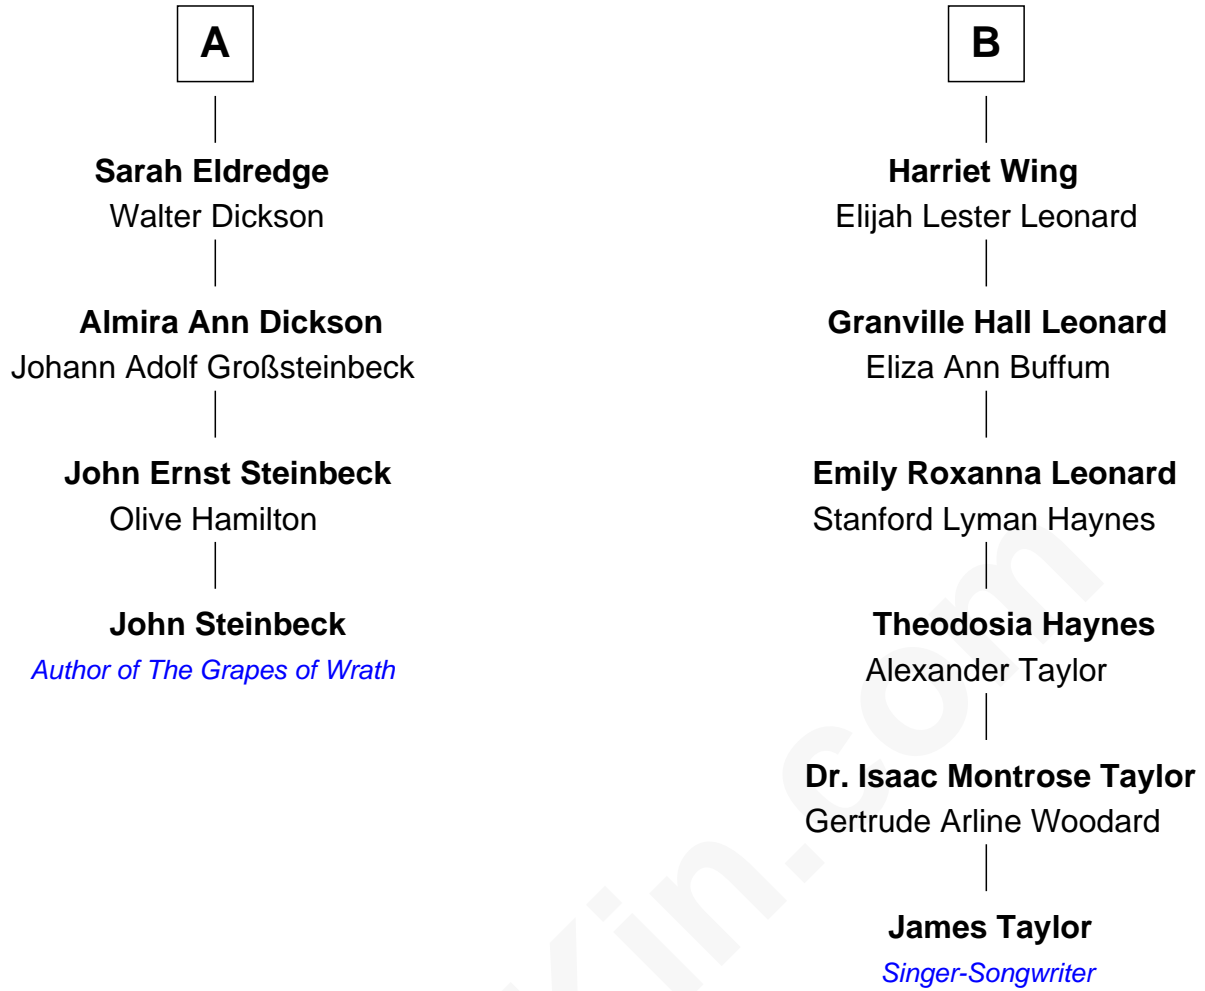 A
Sarah Eldredge
Walter Dickson
Almira Ann Dickson
Johann Adolf Großsteinbeck
John Ernst Steinbeck
Olive Hamilton
John Steinbeck
Author of The Grapes of Wrath
B
Harriet Wing
Elijah Lester Leonard
Granville Hall Leonard
Eliza Ann Buffum
Emily Roxanna Leonard
Stanford Lyman Haynes
Theodosia Haynes
Alexander Taylor
Dr. Isaac Montrose Taylor
Gertrude Arline Woodard
James Taylor
Singer-Songwriter